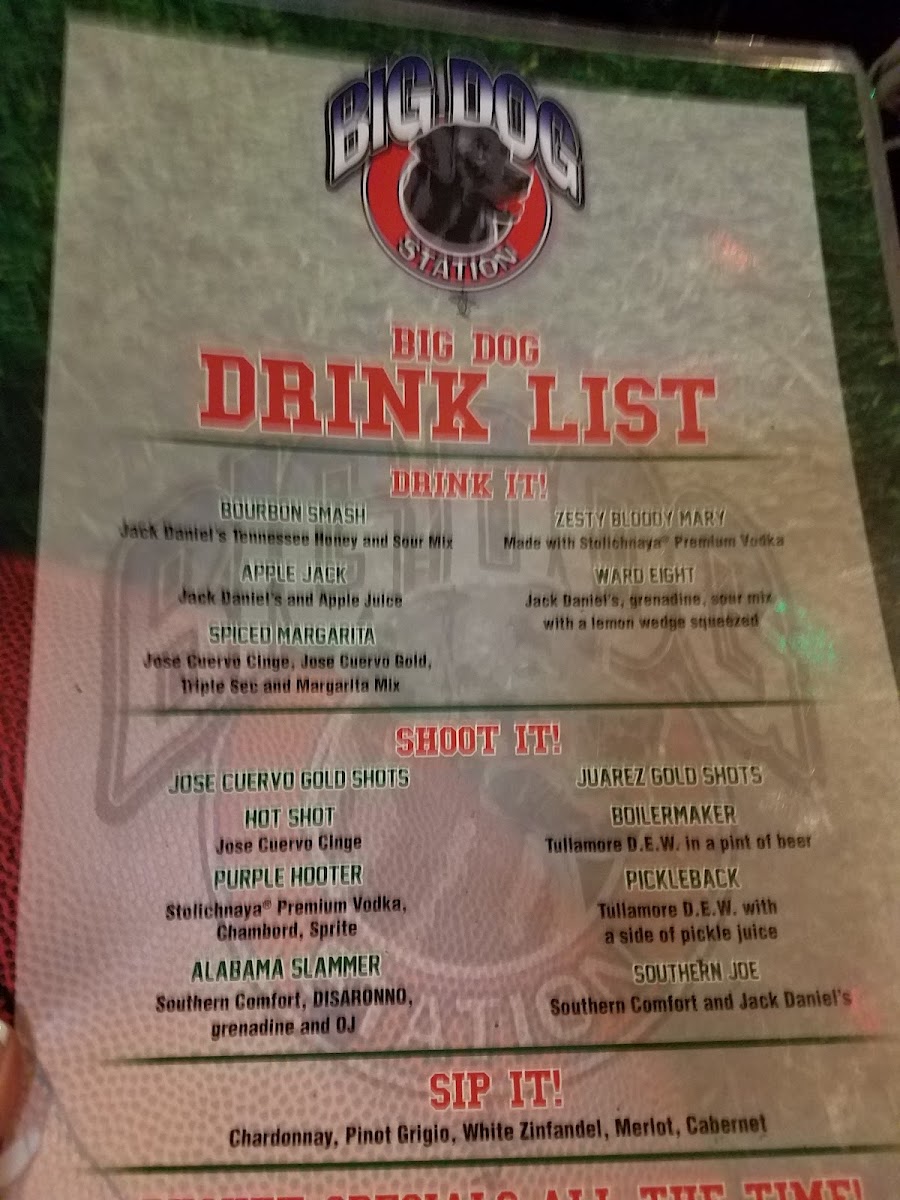 BIG DOG
STATION
BIG DOG
DRINK LIST
DRINK IT!
BOURBON SMASH
Jack Daniel's Tennessee Honey and Sour Mix
APPLE JACK
Jack Daniel's and Apple Juice
SPICED MARGARITA
Jose Cuervo Cinge, Jose Cuervo Gold,
Triple Sec and Margarita Mix
ZESTY BLOODY MARY
Made with Stolichnaya® Premium Vodka
WARD EIGHT
Jack Daniel's, grenadine, sour mix
with a lemon wedge squeezed
SHOOT IT!
JOSE CUERVO GOLD SHOTS
HOT SHOT
Jose Cuervo Cinge
PURPLE HOOTER
Stolichnaya® Premium Vodka,
Chambord, Sprite
ALABAMA SLAMMER
Southern Comfort, DISARONNO,
grenadine and OJ
JUAREZ GOLD SHOTS
BOILERMAKER
Tullamore D.E.W. in a pint of beer
PICKLEBACK
Tullamore D.E.W. with
a side of pickle juice
SOUTHERN JOE
Southern Comfort and Jack Daniel's
SIP IT!
Chardonnay, Pinot Grigio, White Zinfandel, Merlot, Cabernet
SPECIALS ALL THE TIME!